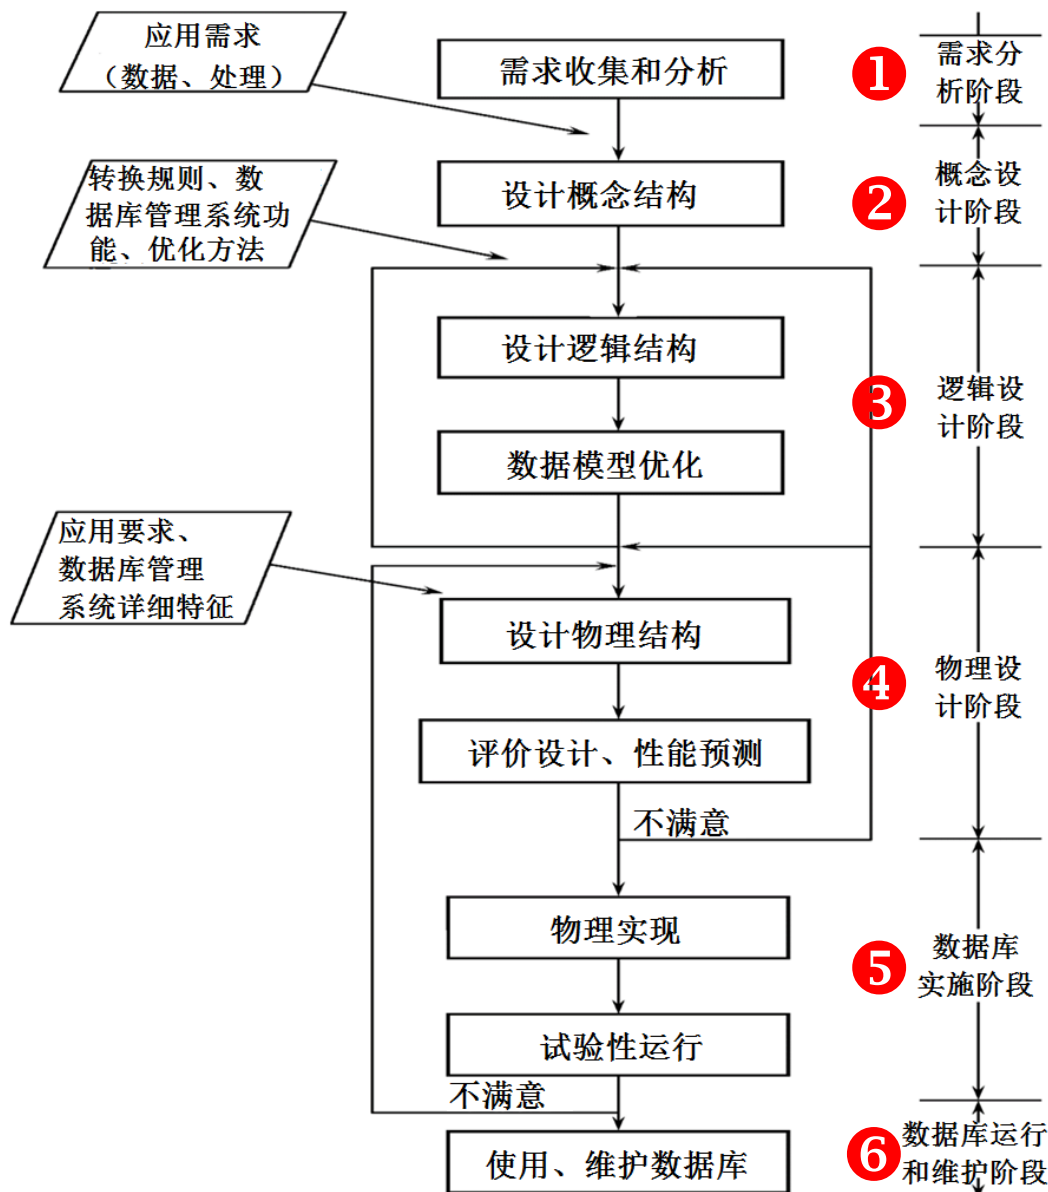 应用需求
（数据、处理）
需求收集和分析
❶
需求分
析阶段
转换规则、数
据库管理系统功
能、优化方法
设计概念结构
❷
概念设
计阶段
设计逻辑结构
❸
逻辑设
计阶段
数据模型优化
应用要求、
数据库管理
系统详细特征
设计物理结构
❹
物理设
计阶段
评价设计、性能预测
不满意
物理实现
❺
数据库
实施阶段
试验性运行
不满意
使用、维护数据库
❻
数据库运行
和维护阶段